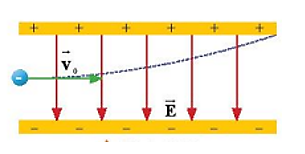 + + + + + +
-
v₀
E
- - - - - -